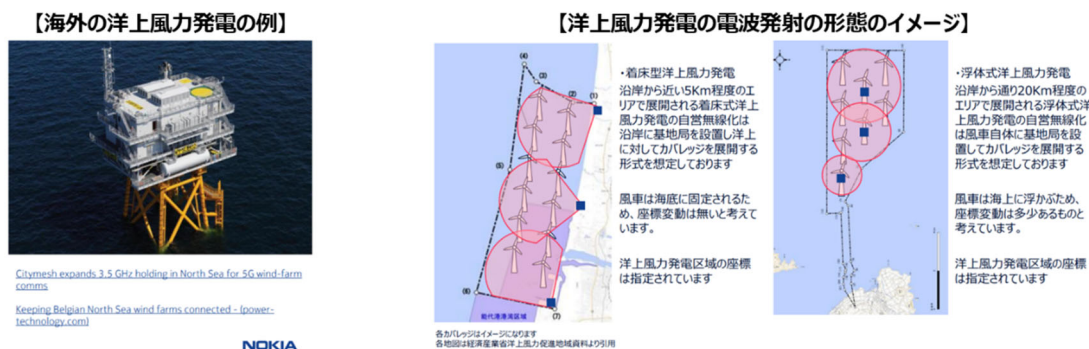 【海外の洋上風力発電の例】
Citymesh expands 3.5 GHz holding in North Sea for 5G wind-farm
comms
Keeping Belgian North Sea wind farms connected - (power-
technology.com)
NOKIA
【洋上風力発電の電波発射の形態のイメージ】
(4)
(3)
(2)
(1)
(5)
(6)
(7)
能代港港湾区域
各カバレッジはイメージになります
各地図は経済産業省洋上風力促進地域資料より引用
・着床型洋上風力発電
沿岸から近い5Km程度の
エリアで展開される着床式洋上
風力発電の自営無線化は
沿岸に基地局を設置し洋上
に対してカバレッジを展開する
形式を想定しております
風車は海底に固定されるた
め、座標変動は無いと考えて
います。
洋上風力発電区域の座標
は指定されています
・浮体式洋上風力発電
沿岸から通り20Km程度の
エリアで展開される浮体式洋
上風力発電の自営無線化
は風車自体に基地局を設
置してカバレッジを展開する
形式を想定しております
風車は海上に浮かぶため、
座標変動は多少あるものと
考えています。
洋上風力発電区域の座標
は指定されています